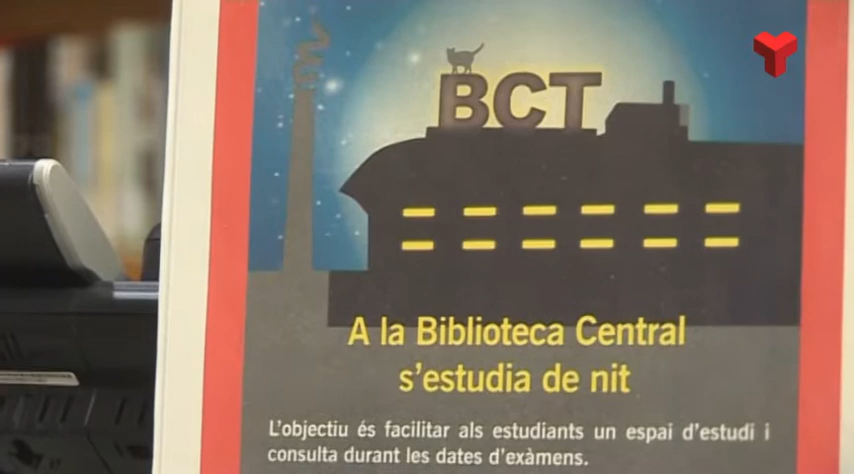 BCT
A la Biblioteca Central
s'estudia de nit
L'objectiu és facilitar als estudiants un espai d'estudi i
consulta durant les dates d'exàmens.